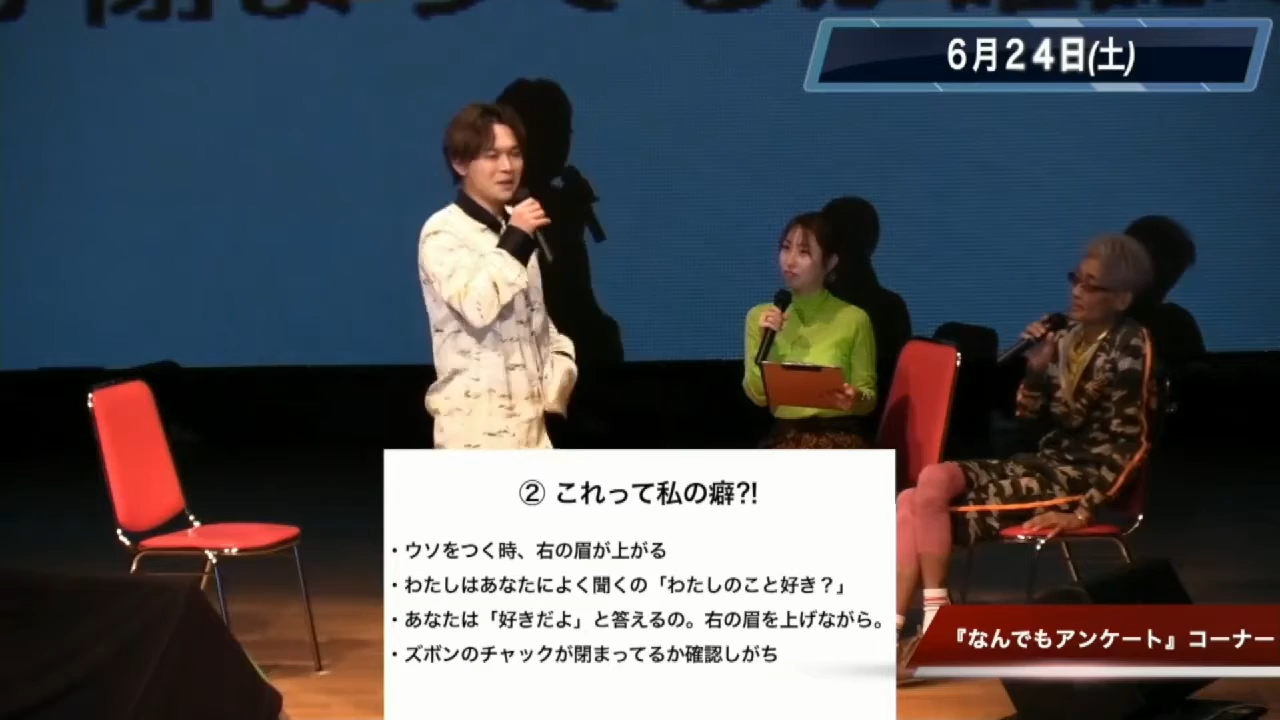 6月24日(土)
② これって私の癖?!
・ウソをつく時、右の眉が上がる
・わたしはあなたによく聞くの「わたしのこと好き？」
・あなたは「好きだよ」と答えるの。右の眉を上げながら。
・ズボンのチャックが閉まってるか確認しがち
『なんでもアンケート』コーナー